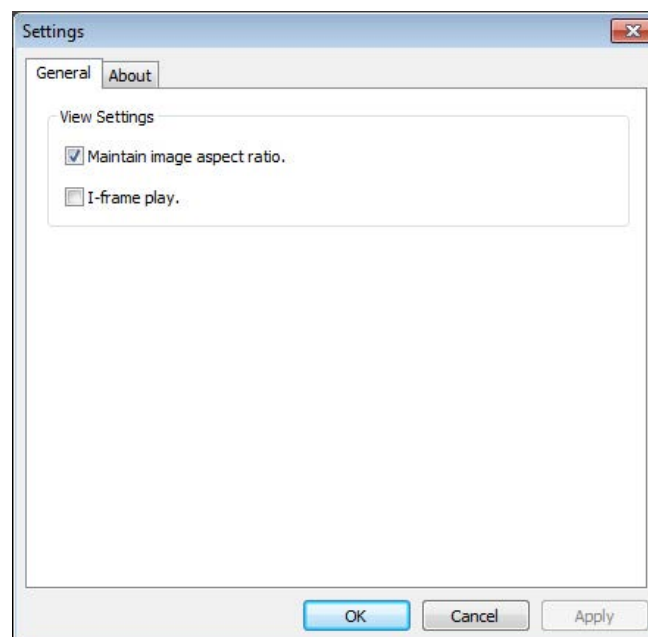 Settings
General About
View Settings
Maintain image aspect ratio.
I-frame play.
OK Cancel Apply